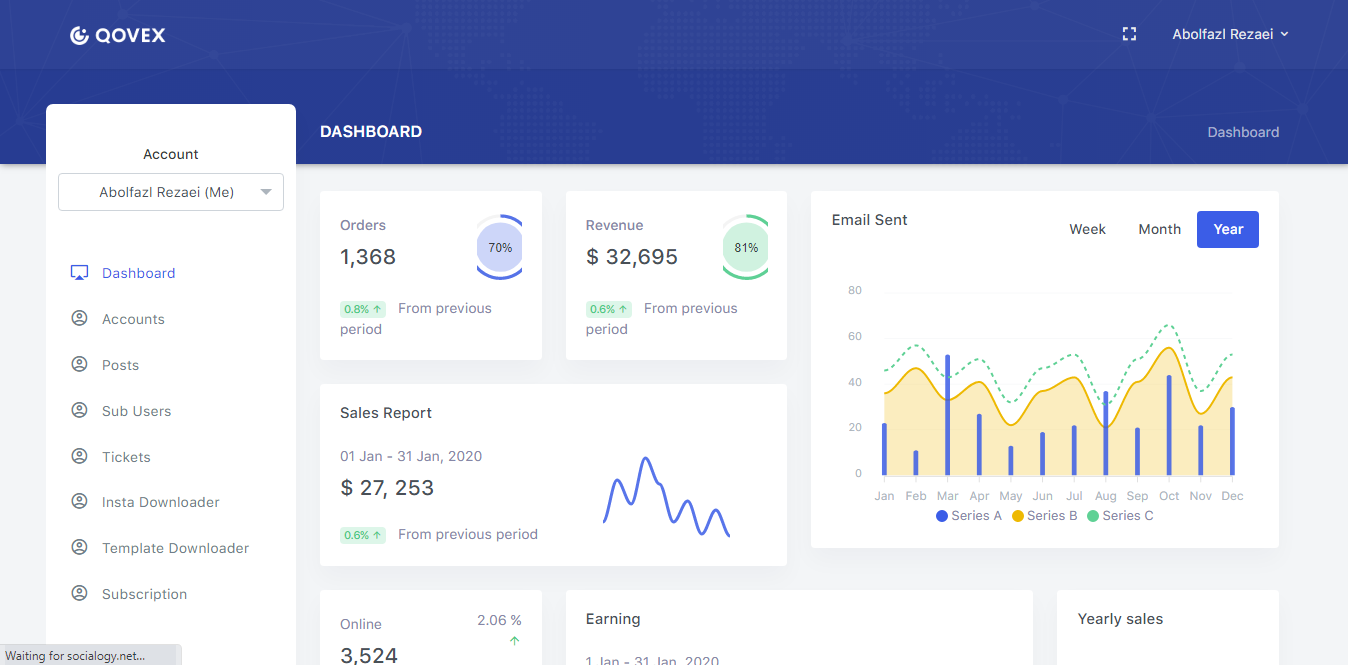 QOVEX
Abolfazl Rezaei
DASHBOARD
Dashboard
Account
Abolfazl Rezaei (Me)
Dashboard
Accounts
Posts
Sub Users
Tickets
Insta Downloader
Template Downloader
Subscription
Orders
1,368
70%
0.8% ↑ From previous
period
Revenue
$ 32,695
81%
0.6% ↑ From previous
period
Email Sent
Week Month Year
80
60
40
20
0
Jan Feb Mar Apr May Jun Jul Aug Sep Oct Nov Dec
Series A Series B Series C
Sales Report
01 Jan - 31 Jan, 2020
$ 27, 253
0.6% ↑ From previous period
Online
2.06 %
↑
3,524
Earning
1 Jan - 31 Jan, 2020
Yearly sales
Waiting for socialogy.net...